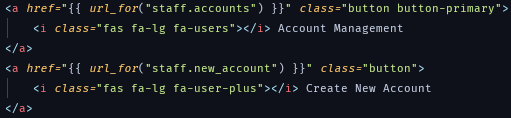 <a href="{{ url_for("staff.accounts") }}" class="button button-primary">
<i class="fas fa-lg fa-users"></i> Account Management
</a>
<a href="{{ url_for("staff.new_account") }}" class="button">
<i class="fas fa-lg fa-user-plus"></i> Create New Account
</a>